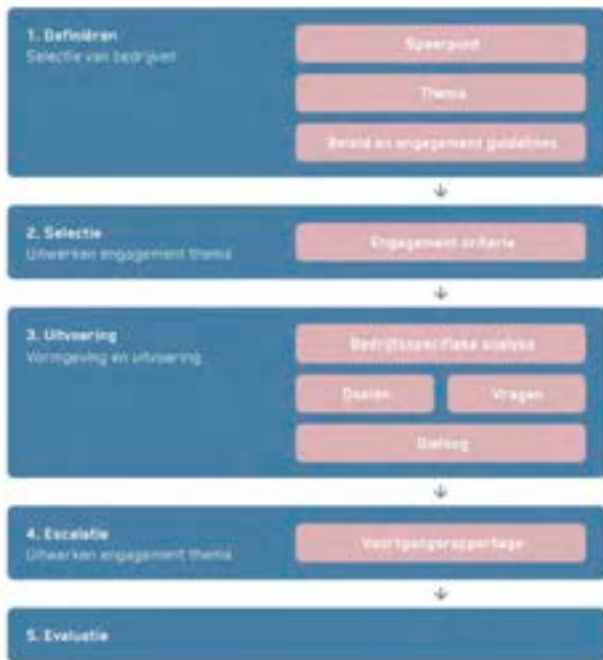 1. Definiëren
Selectie van bedrijven
Speerpunt
Thema
Beleid en engagement guidelines
2. Selectie
Uitwerken engagement thema
Engagement criteria
3. Uitvoering
Vormgeving en uitvoering
Bedrijfsspecifieke analyse
Doelen
Vragen
Dialoog
4. Escalatie
Uitwerken engagement thema
Voortgangsrapportage
5. Evaluatie